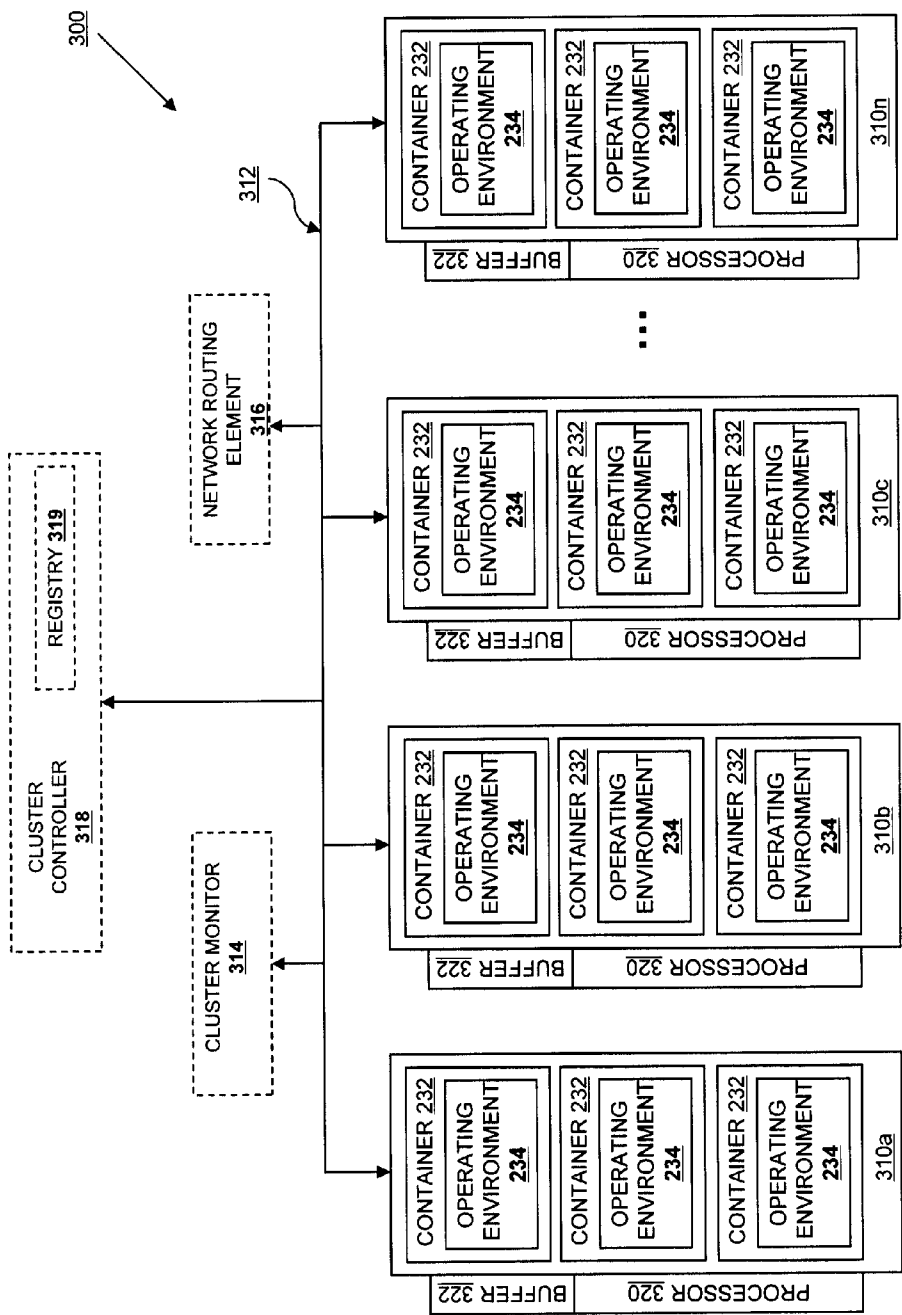 300
CLUSTER
CONTROLLER
318
REGISTRY 319
CLUSTER MONITOR
314
NETWORK ROUTING
ELEMENT
316
312
BUFFER 322
PROCESSOR 320
CONTAINER 232
OPERATING
ENVIRONMENT
234
CONTAINER 232
OPERATING
ENVIRONMENT
234
CONTAINER 232
OPERATING
ENVIRONMENT
234
310a
BUFFER 322
PROCESSOR 320
CONTAINER 232
OPERATING
ENVIRONMENT
234
CONTAINER 232
OPERATING
ENVIRONMENT
234
CONTAINER 232
OPERATING
ENVIRONMENT
234
310b
BUFFER 322
PROCESSOR 320
CONTAINER 232
OPERATING
ENVIRONMENT
234
CONTAINER 232
OPERATING
ENVIRONMENT
234
CONTAINER 232
OPERATING
ENVIRONMENT
234
310c
...
BUFFER 322
PROCESSOR 320
CONTAINER 232
OPERATING
ENVIRONMENT
234
CONTAINER 232
OPERATING
ENVIRONMENT
234
CONTAINER 232
OPERATING
ENVIRONMENT
234
310n